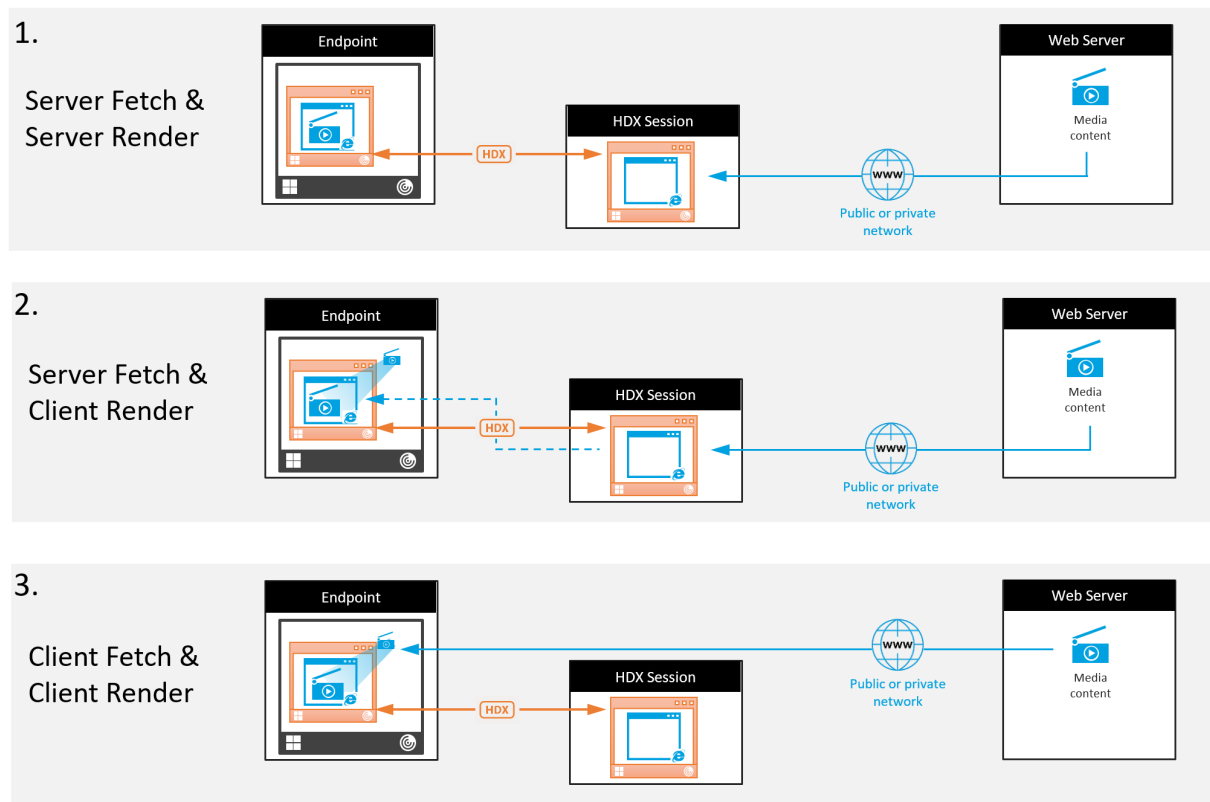 1.
Server Fetch &
Server Render
Endpoint
HDX
HDX Session
www
Public or private
network
Web Server
Media
content
2.
Server Fetch &
Client Render
Endpoint
HDX
HDX Session
www
Public or private
network
Web Server
Media
content
3.
Client Fetch &
Client Render
Endpoint
HDX
HDX Session
www
Public or private
network
Web Server
Media
content